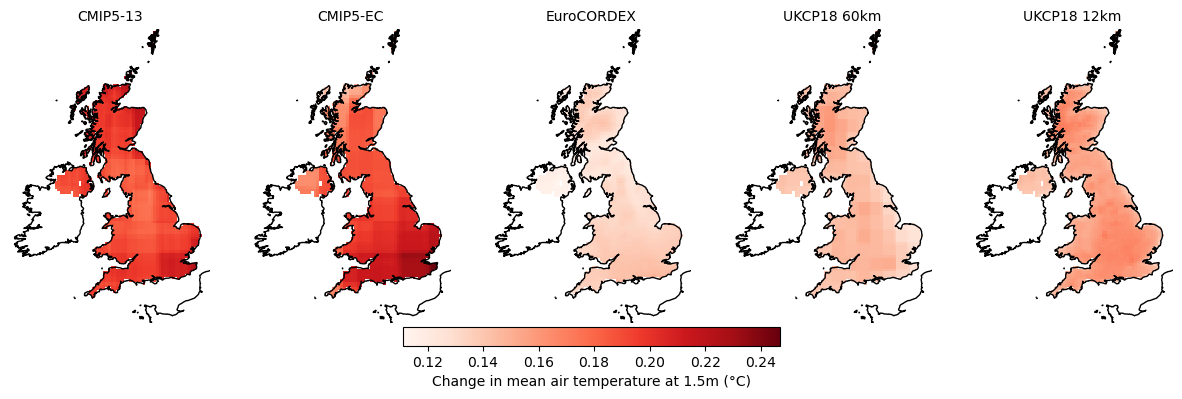 CMIP5-13 CMIP5-EC EuroCORDEX UKCP18 60km UKCP18 12km
0.12 0.14 0.16 0.18 0.20 0.22 0.24
Change in mean air temperature at 1.5m (°C)